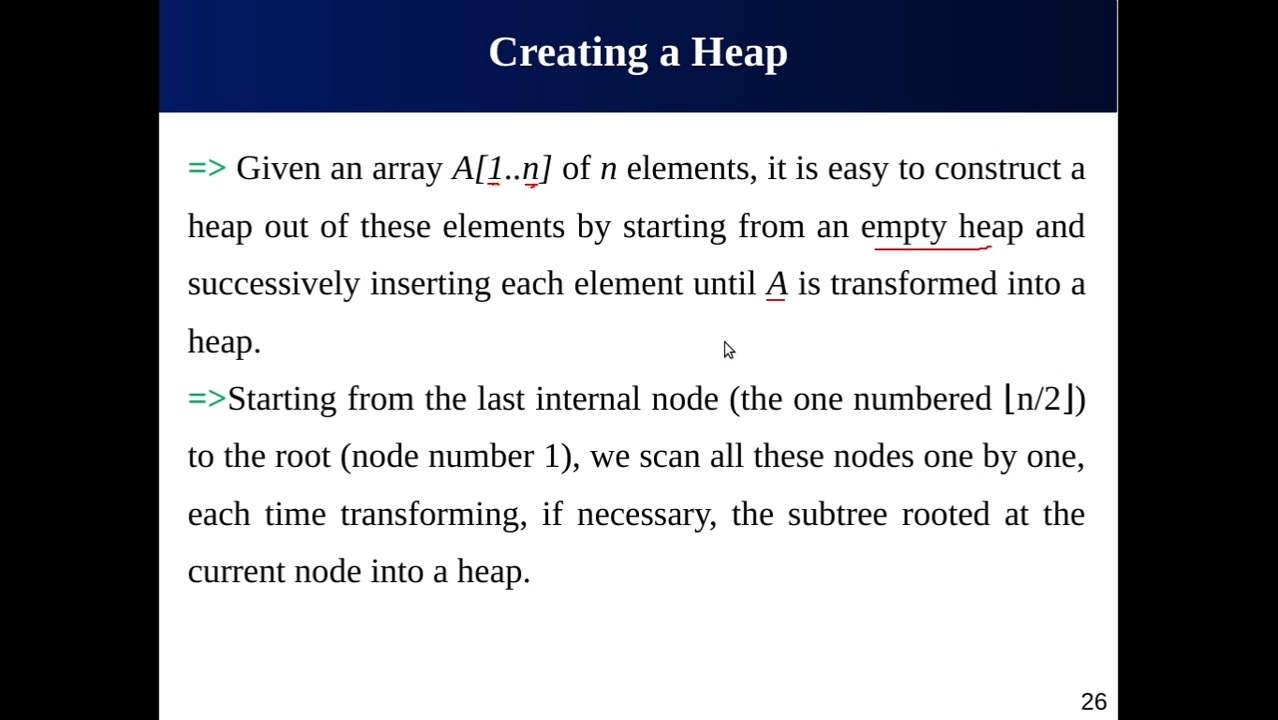 Creating a Heap
=> Given an array A[1..n] of n elements, it is easy to construct a
heap out of these elements by starting from an empty heap and
successively inserting each element until A is transformed into a
heap.
=>Starting from the last internal node (the one numbered ⌊n/2⌋)
to the root (node number 1), we scan all these nodes one by one,
each time transforming, if necessary, the subtree rooted at the
current node into a heap.
26